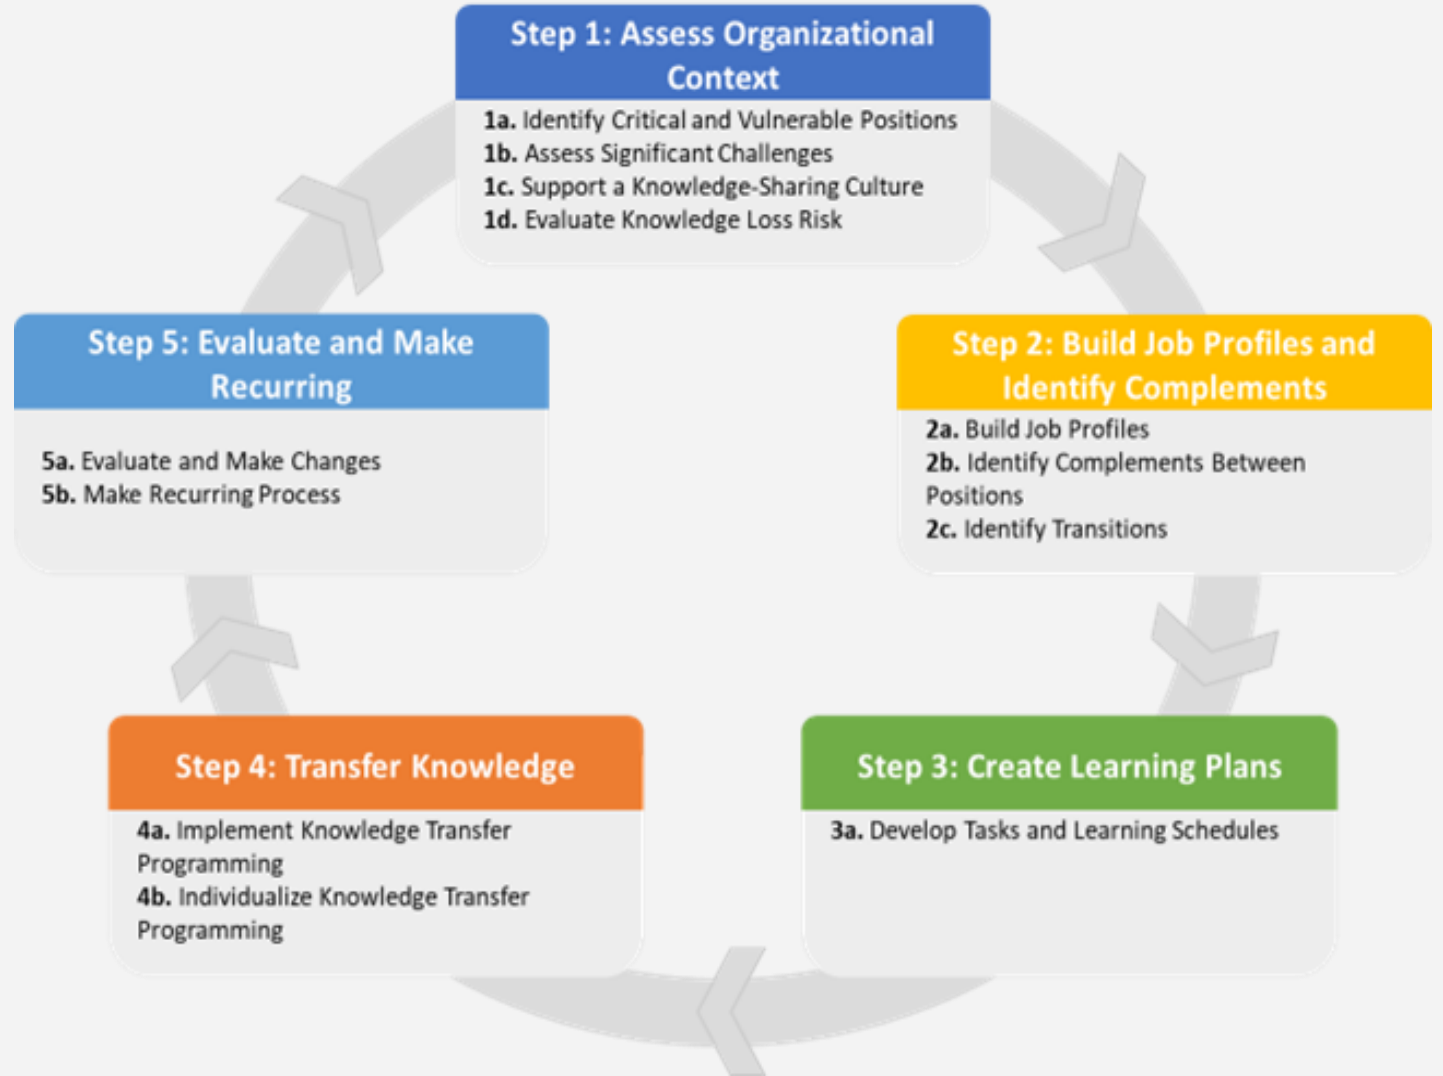 Step 1: Assess Organizational
Context
1a. Identify Critical and Vulnerable Positions
1b. Assess Significant Challenges
1c. Support a Knowledge-Sharing Culture
1d. Evaluate Knowledge Loss Risk
Step 2: Build Job Profiles and
Identify Complements
2a. Build Job Profiles
2b. Identify Complements Between
Positions
2c. Identify Transitions
Step 3: Create Learning Plans
3a. Develop Tasks and Learning Schedules
Step 4: Transfer Knowledge
4a. Implement Knowledge Transfer
Programming
4b. Individualize Knowledge Transfer
Programming
Step 5: Evaluate and Make
Recurring
5a. Evaluate and Make Changes
5b. Make Recurring Process